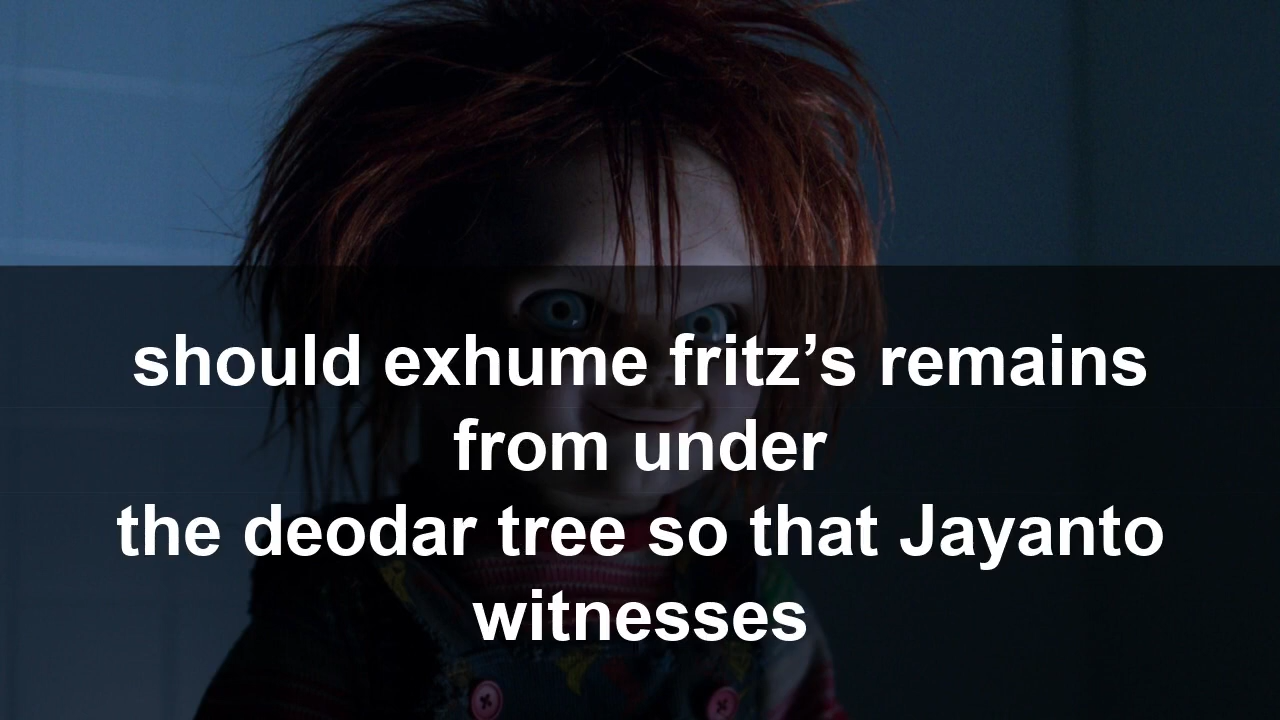 should exhume fritz’s remains
from under
the deodar tree so that Jayanto
witnesses